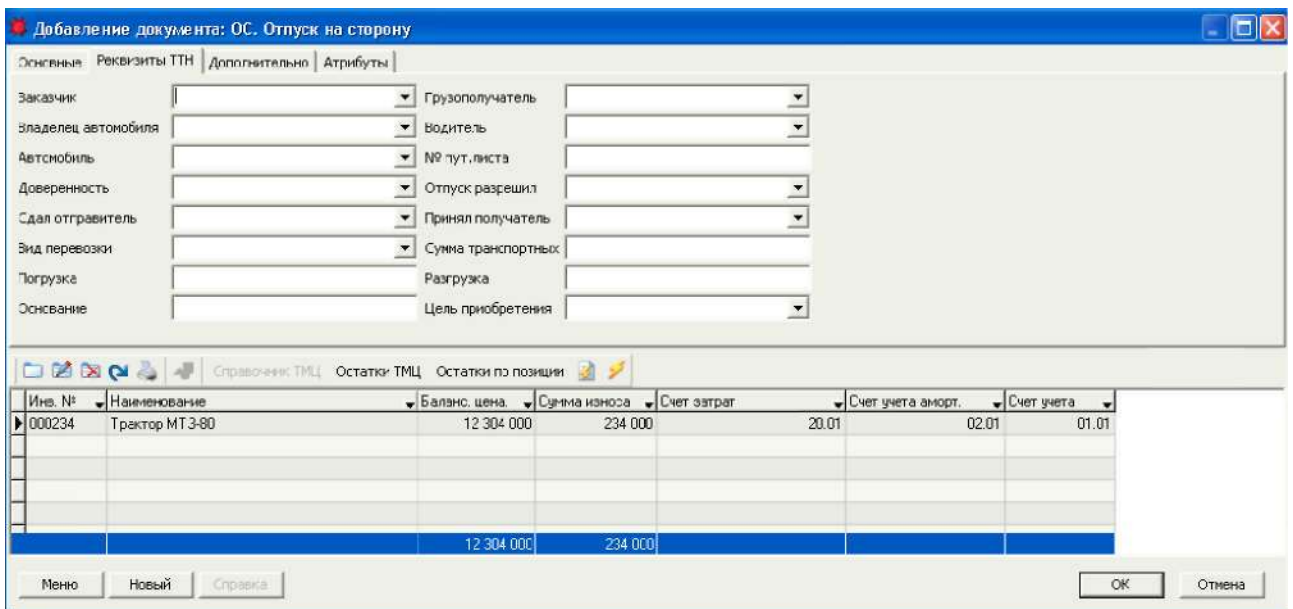 Добавление документа: ОС. Отпуск на сторону
Основные Реквизиты ТТН Дополнительно Атрибуты
Заказчик Грузополучатель
Владелец автомобиля Водитель
Автомобиль № пут.листа
Доверенность Отпуск разрешил
Сдал отправитель Принял получатель
Вид перевозки Сумма транспортных
Погрузка Разгрузка
Основание Цель приобретения
Справочник ТМЦ Остатки ТМЦ Остатки по позиции
Инв. № Наименование Баланс. цена. Сумма износа Счет затрат Счет учета аморт. Счет учета
000234 Трактор МТЗ-80 12 304 000 234 000 20.01 02.01 01.01
12 304 000 234 000
Меню Новый Справка ОК Отмена